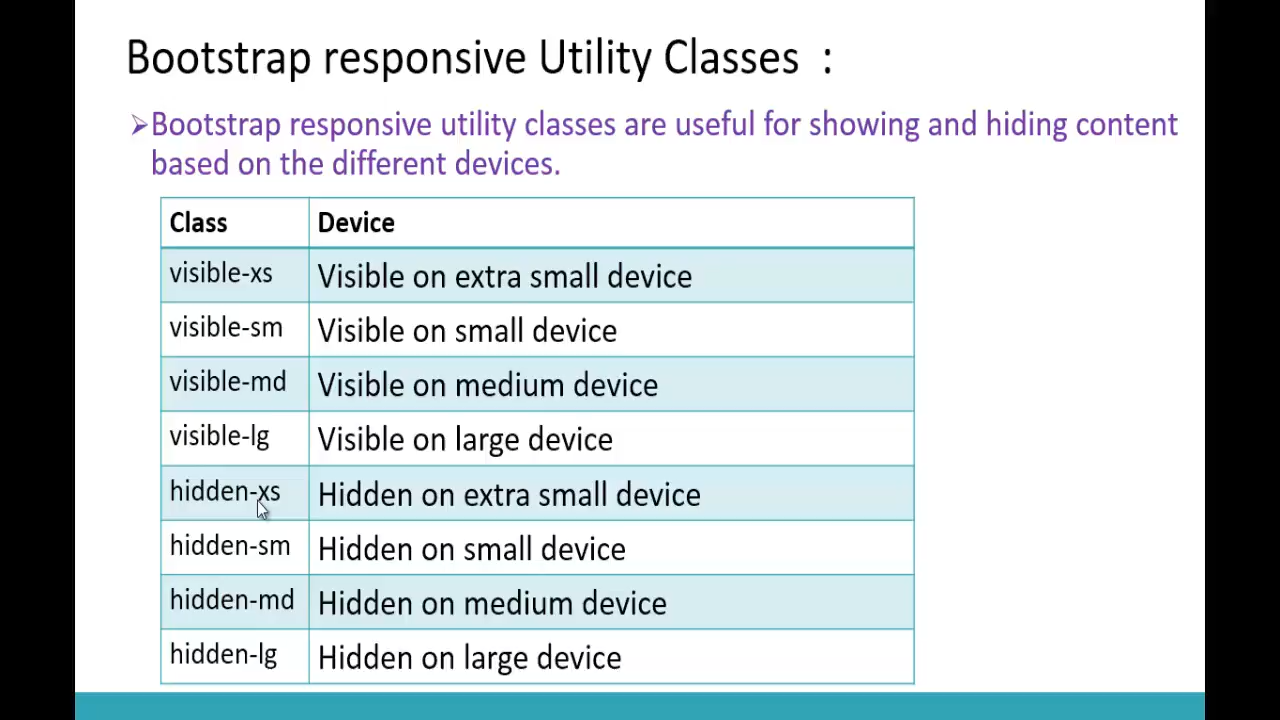 Bootstrap responsive Utility Classes :
➢Bootstrap responsive utility classes are useful for showing and hiding content
based on the different devices.
Class Device
visible-xs Visible on extra small device
visible-sm Visible on small device
visible-md Visible on medium device
visible-lg Visible on large device
hidden-xs Hidden on extra small device
hidden-sm Hidden on small device
hidden-md Hidden on medium device
hidden-lg Hidden on large device